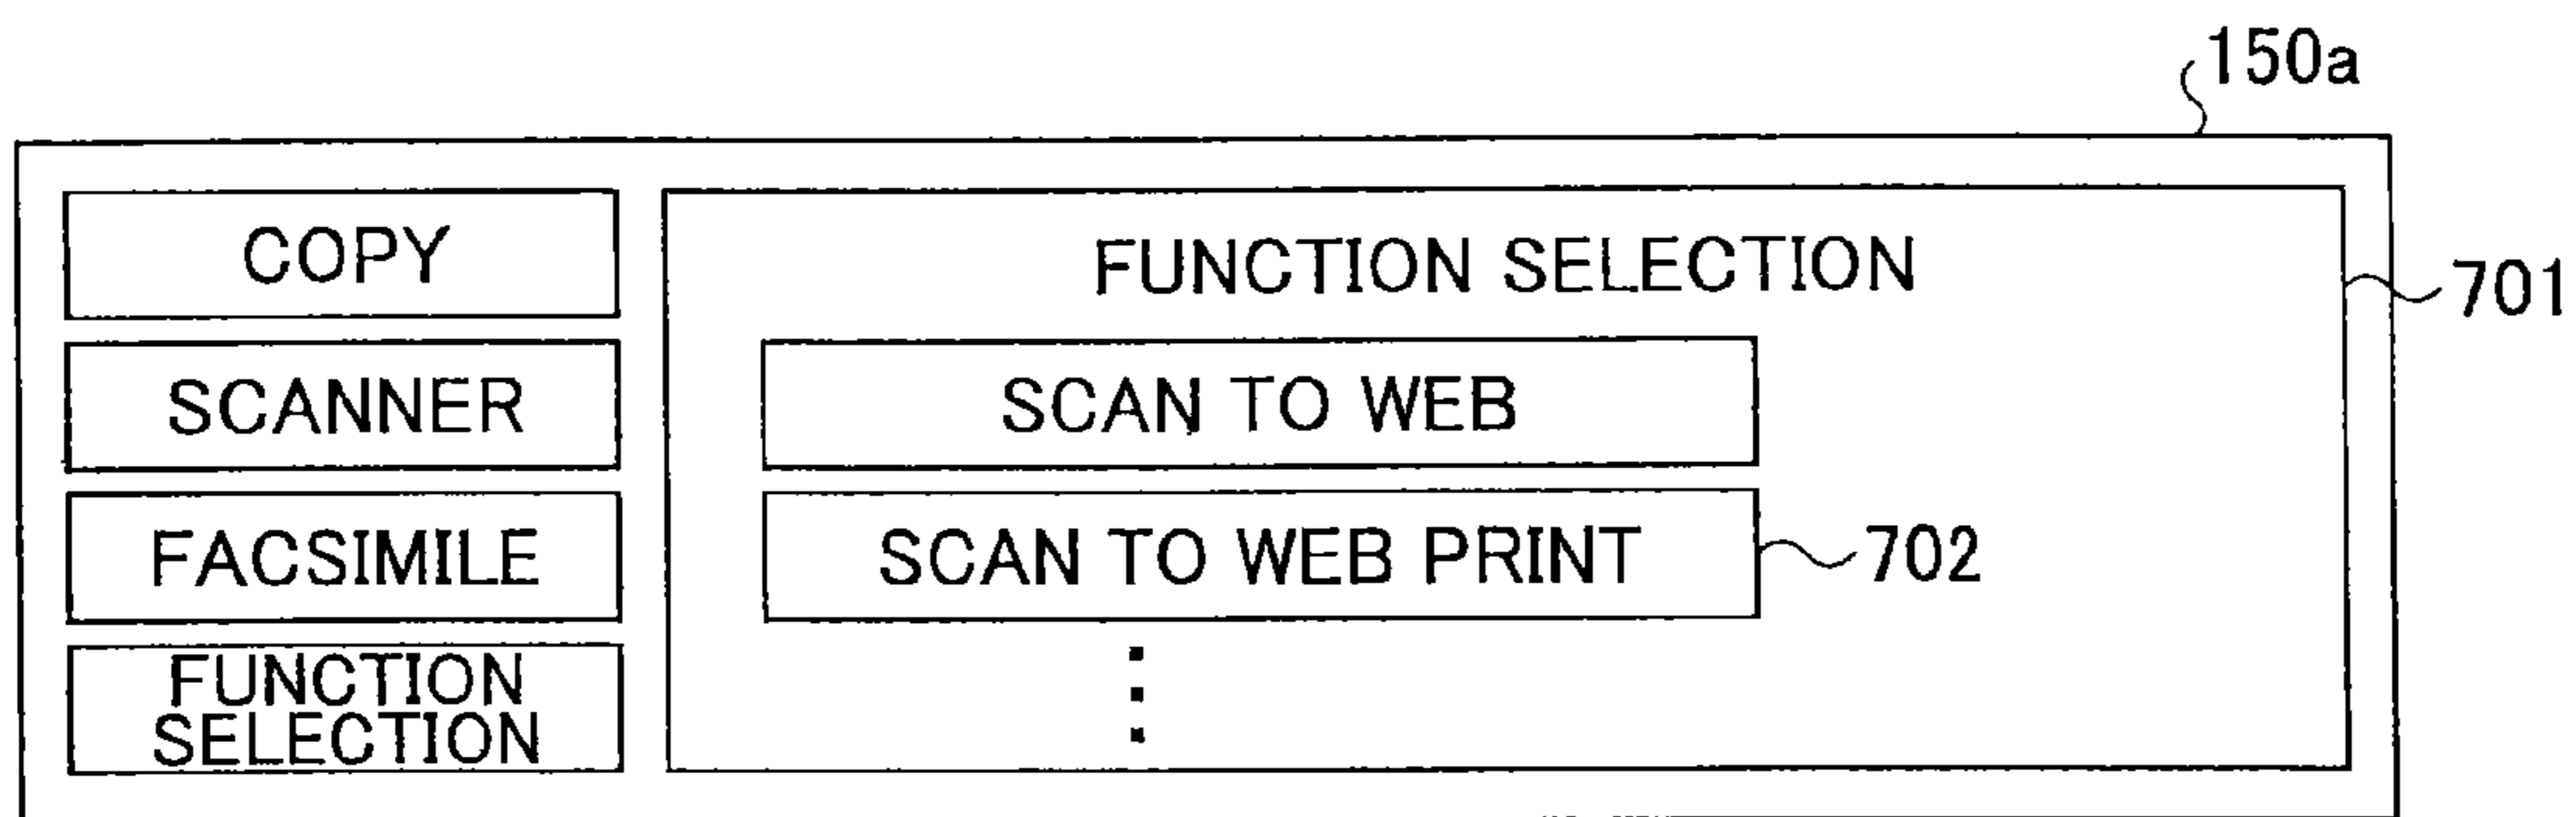 150a
COPY
SCANNER
FACSIMILE
FUNCTION
SELECTION
FUNCTION SELECTION
701
SCAN TO WEB
SCAN TO WEB PRINT
702